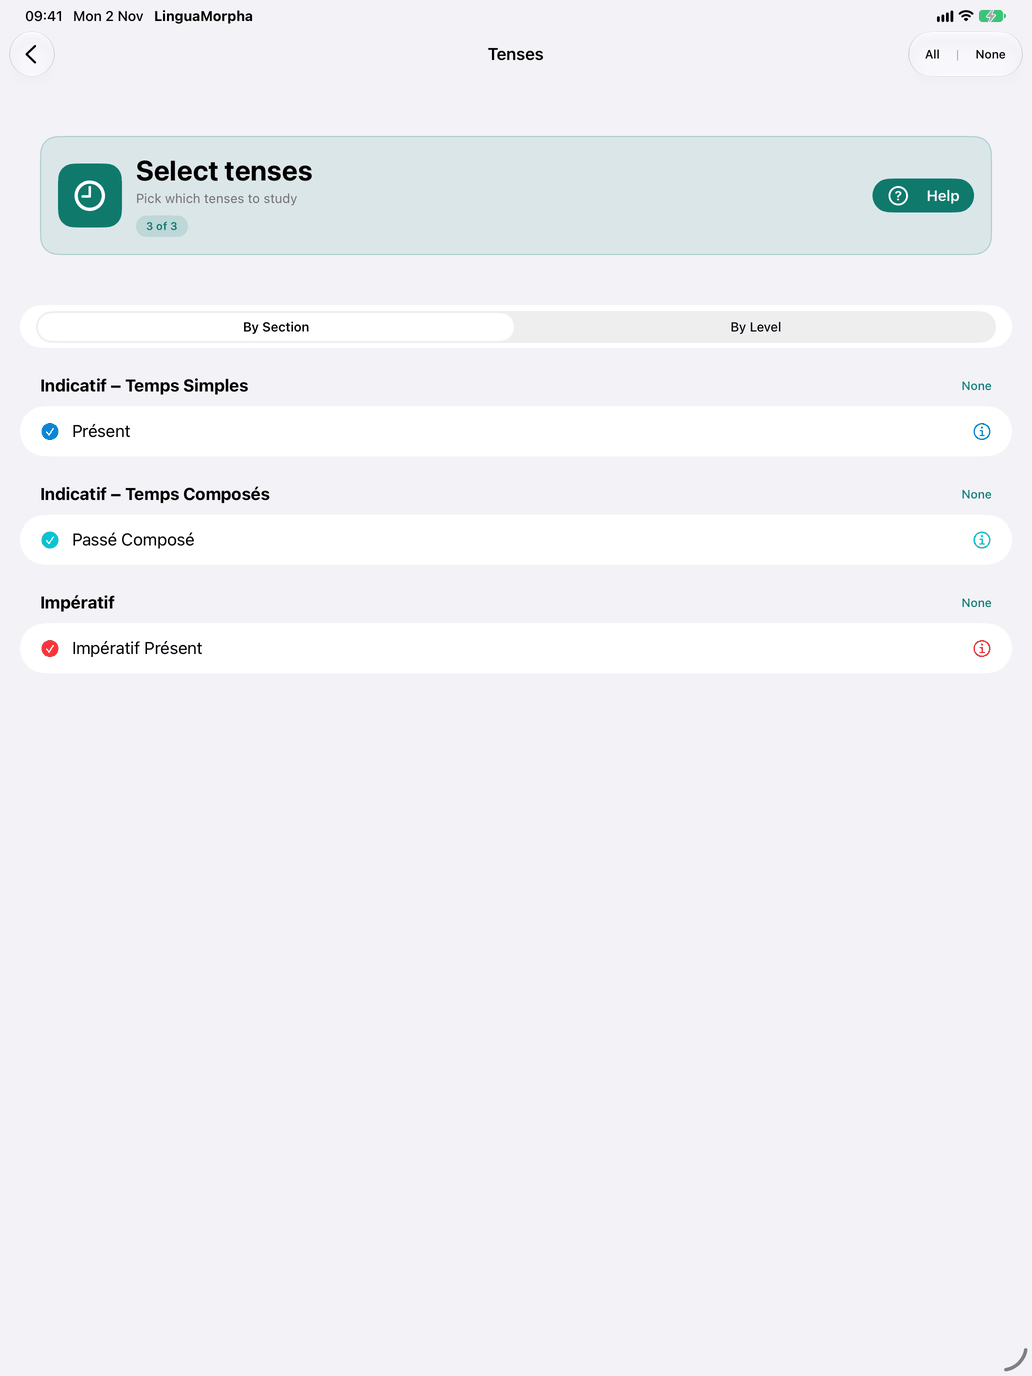 09:41 Mon 2 Nov LinguaMorpha
Tenses
All | None
Select tenses
Pick which tenses to study
3 of 3
Help
By Section
By Level
Indicatif – Temps Simples
None
Présent
Indicatif – Temps Composés
None
Passé Composé
Impératif
None
Impératif Présent